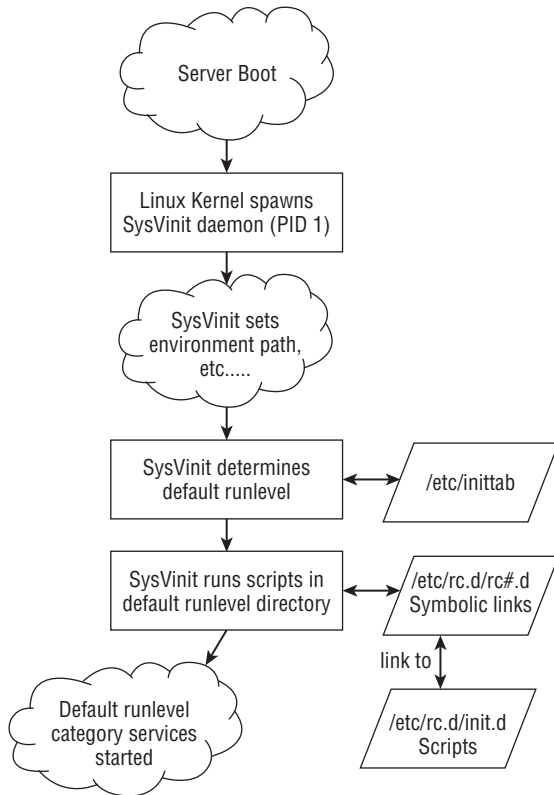 Server Boot
Linux Kernel spawns
SysVinit daemon (PID 1)
SysVinit sets
environment path,
etc.....
SysVinit determines
default runlevel
/etc/inittab
SysVinit runs scripts in
default runlevel directory
/etc/rc.d/rc#.d
Symbolic links
link to
Default runlevel
category services
started
/etc/rc.d/init.d
Scripts